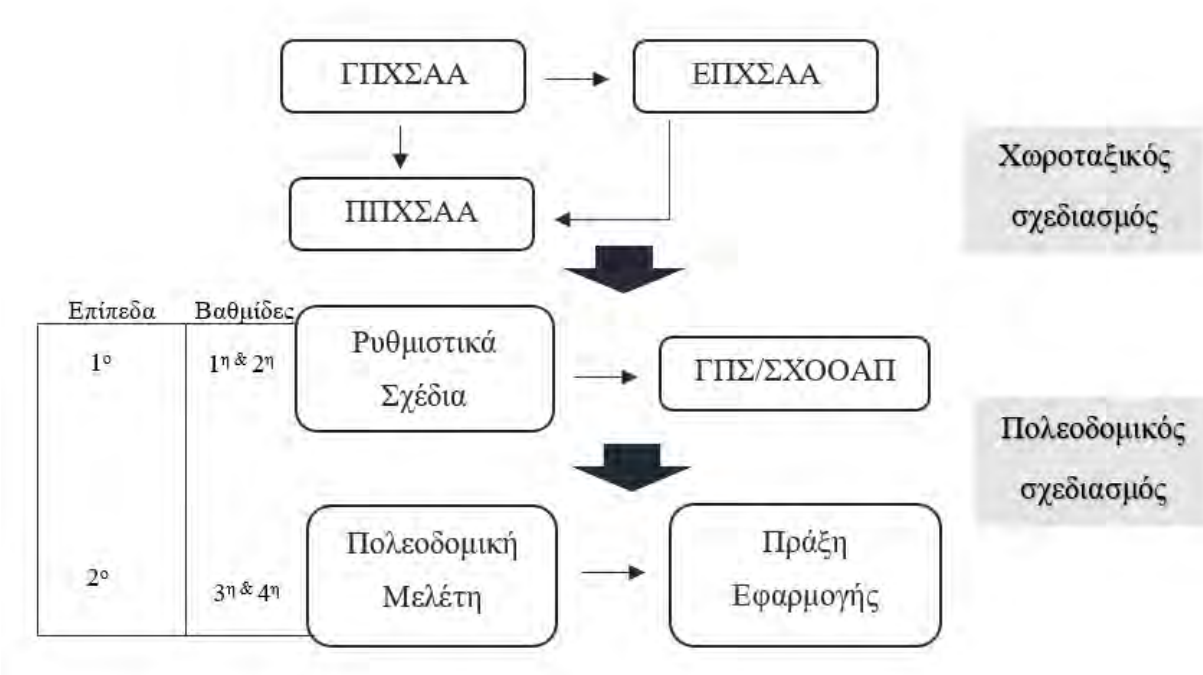 ΓΠΧΣΑΑ
ΕΠΧΣΑΑ
Χωροταξικός
σχεδιασμός
ΠΠΧΣΑΑ
Επίπεδα
Βαθμίδες
1ο
1η & 2η
Ρυθμιστικά
Σχέδια
ΓΠΣ/ΣΧΟΟΑΠ
Πολεοδομικός
σχεδιασμός
2ο
3η & 4η
Πολεοδομική
Μελέτη
Πράξη
Εφαρμογής